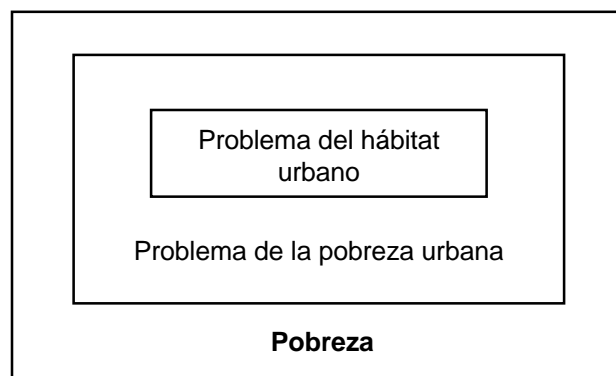 Problema del hábitat
urbano
Problema de la pobreza urbana
Pobreza